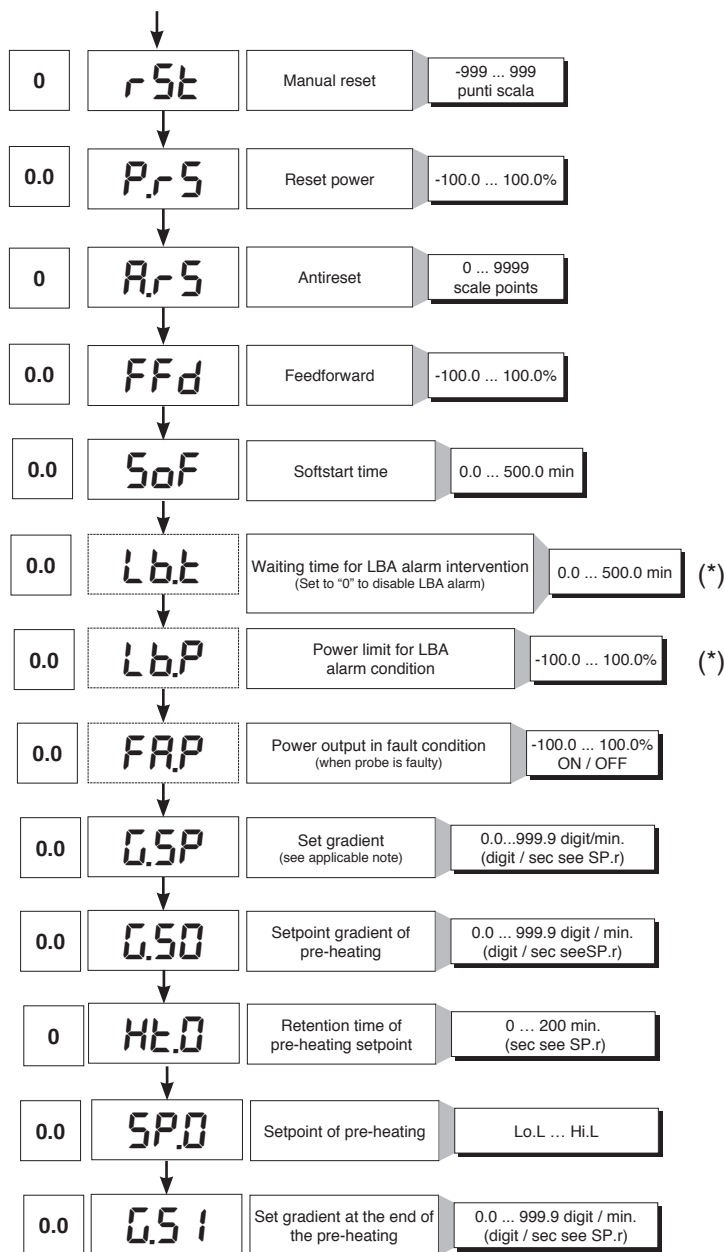 0
rSt
Manual reset
-999 ... 999
punti scala
0.0
P.rS
Reset power
-100.0 ... 100.0%
0
A.rS
Antireset
0 ... 9999
scale points
0.0
FFd
Feedforward
-100.0 ... 100.0%
0.0
SoF
Softstart time
0.0 ... 500.0 min
0.0
Lb.t
Waiting time for LBA alarm intervention
(Set to “0” to disable LBA alarm)
0.0 ... 500.0 min
(*)
0.0
Lb.P
Power limit for LBA
alarm condition
-100.0 ... 100.0%
(*)
0.0
FA.P
Power output in fault condition
(when probe is faulty)
-100.0 ... 100.0%
ON / OFF
0.0
G.SP
Set gradient
(see applicable note)
0.0...999.9 digit/min.
(digit / sec see SP.r)
0.0
G.S0
Setpoint gradient of
pre-heating
0.0 ... 999.9 digit / min.
(digit / sec seeSP.r)
0
Ht.0
Retention time of
pre-heating setpoint
0 … 200 min.
(sec see SP.r)
0.0
SP.0
Setpoint of pre-heating
Lo.L … Hi.L
0.0
G.S1
Set gradient at the end of
the pre-heating
0.0 ... 999.9 digit / min.
(digit / sec see SP.r)